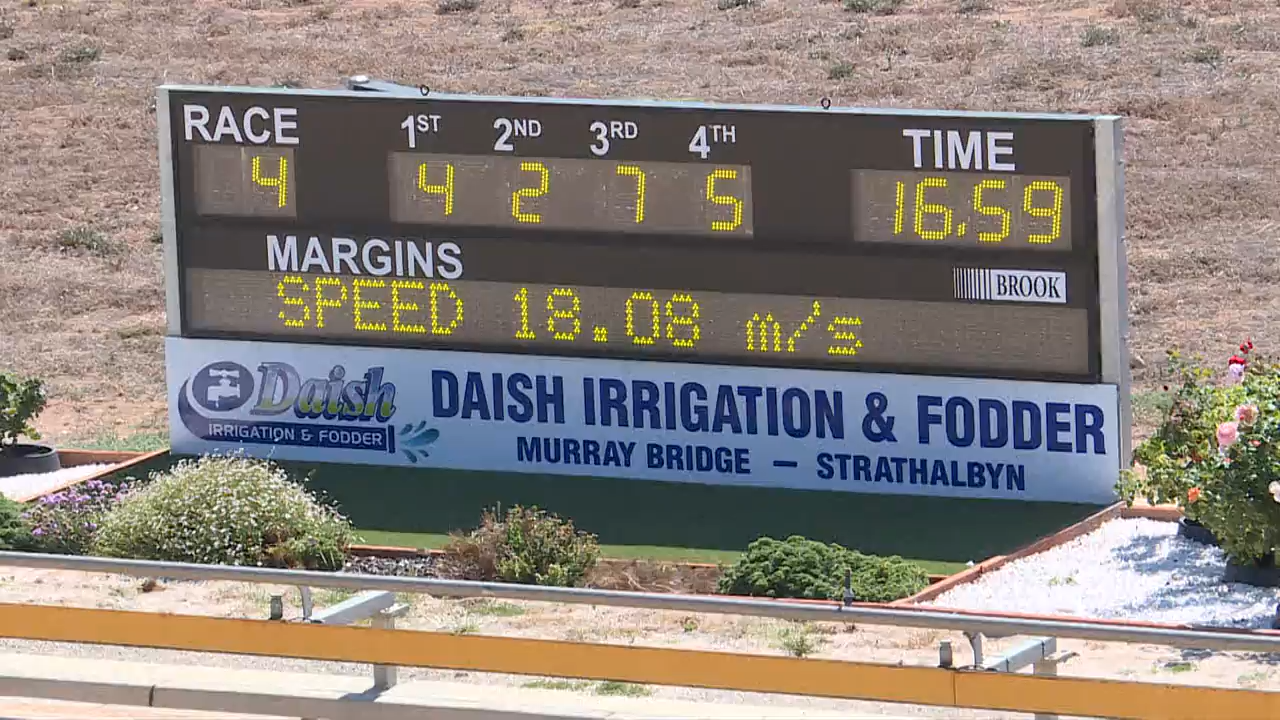 RACE 1ST 2ND 3RD 4TH TIME
4 4 2 7 5 16.59
MARGINS
BROOK
SPEED 18.08 m/s
Daish
IRRIGATION & FODDER
DAISH IRRIGATION & FODDER
MURRAY BRIDGE – STRATHALBYN